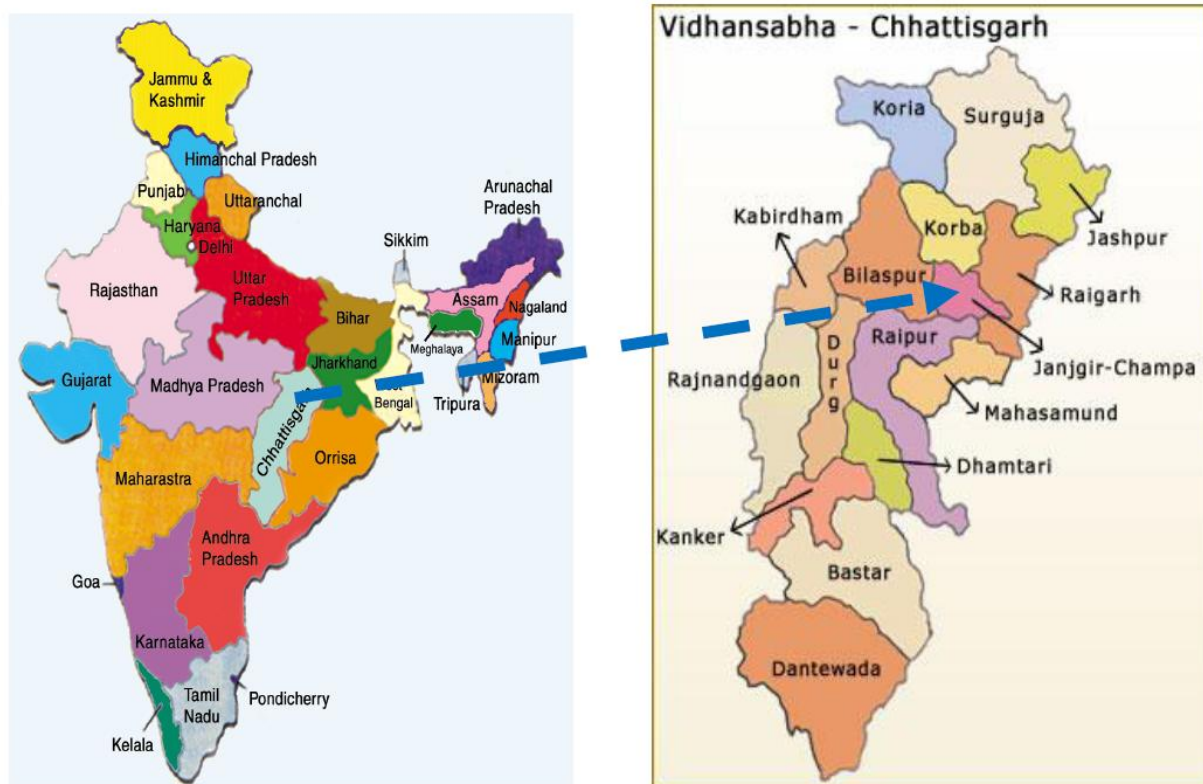 Jammu &
Kashmir
Himanchal Pradesh
Punjab
Uttaranchal
Haryana
Delhi
Rajasthan
Uttar
Pradesh
Arunachal
Pradesh
Sikkim
Assam
Nagaland
Meghalaya
Manipur
Bihar
Jharkhand
Mizoram
Tripura
Bengal
Gujarat
Madhya Pradesh
Orrisa
Maharastra
Andhra
Pradesh
Goa
Karnataka
Tamil
Nadu
Pondicherry
Kelala
Vidhansabha - Chhattisgarh
Koria
Surguja
Kabirdham
Korba
Jashpur
Bilaspur
Raigarh
Durg
Raipur
Rajnandgaon
Janjgir-Champa
Mahasamund
Dhamtari
Kanker
Bastar
Dantewada